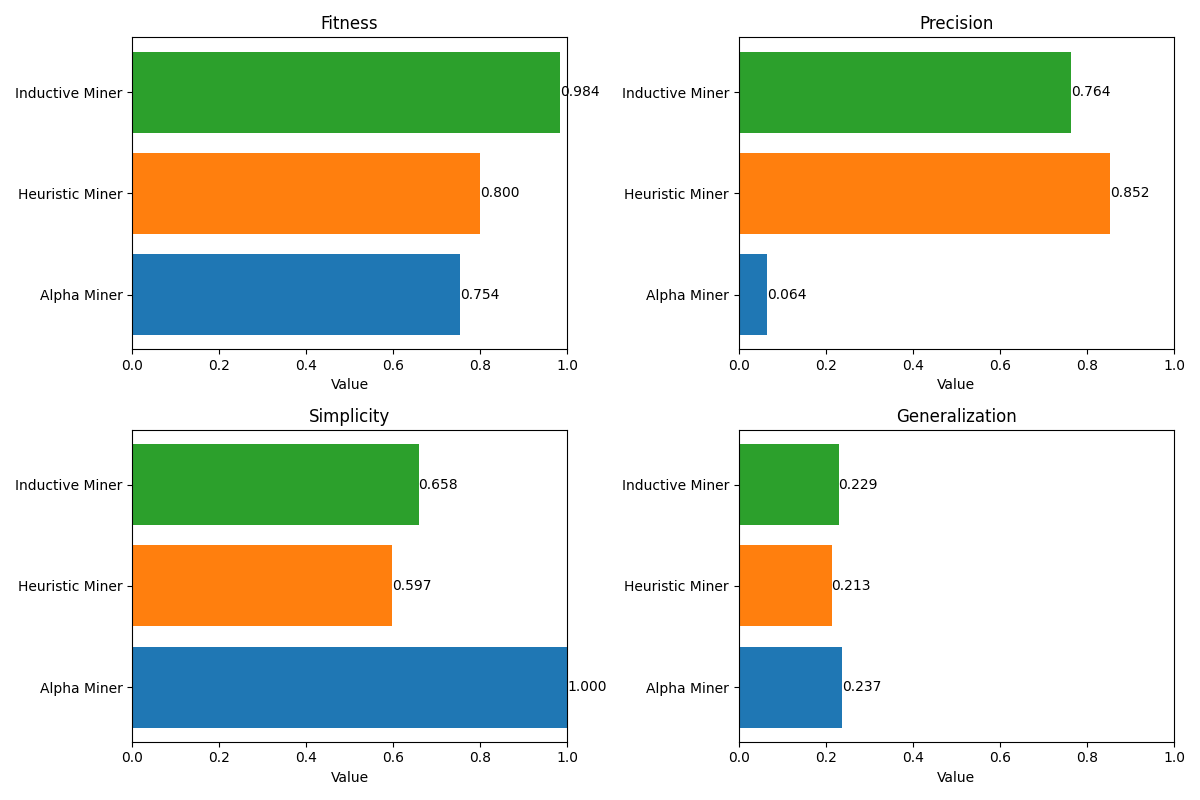 Fitness
Inductive Miner
0.984
Heuristic Miner
0.800
Alpha Miner
0.754
0.0 0.2 0.4 0.6 0.8 1.0
Value
Precision
Inductive Miner
0.764
Heuristic Miner
0.852
Alpha Miner
0.064
0.0 0.2 0.4 0.6 0.8 1.0
Value
Simplicity
Inductive Miner
0.658
Heuristic Miner
0.597
Alpha Miner
1.000
0.0 0.2 0.4 0.6 0.8 1.0
Value
Generalization
Inductive Miner
0.229
Heuristic Miner
0.213
Alpha Miner
0.237
0.0 0.2 0.4 0.6 0.8 1.0
Value